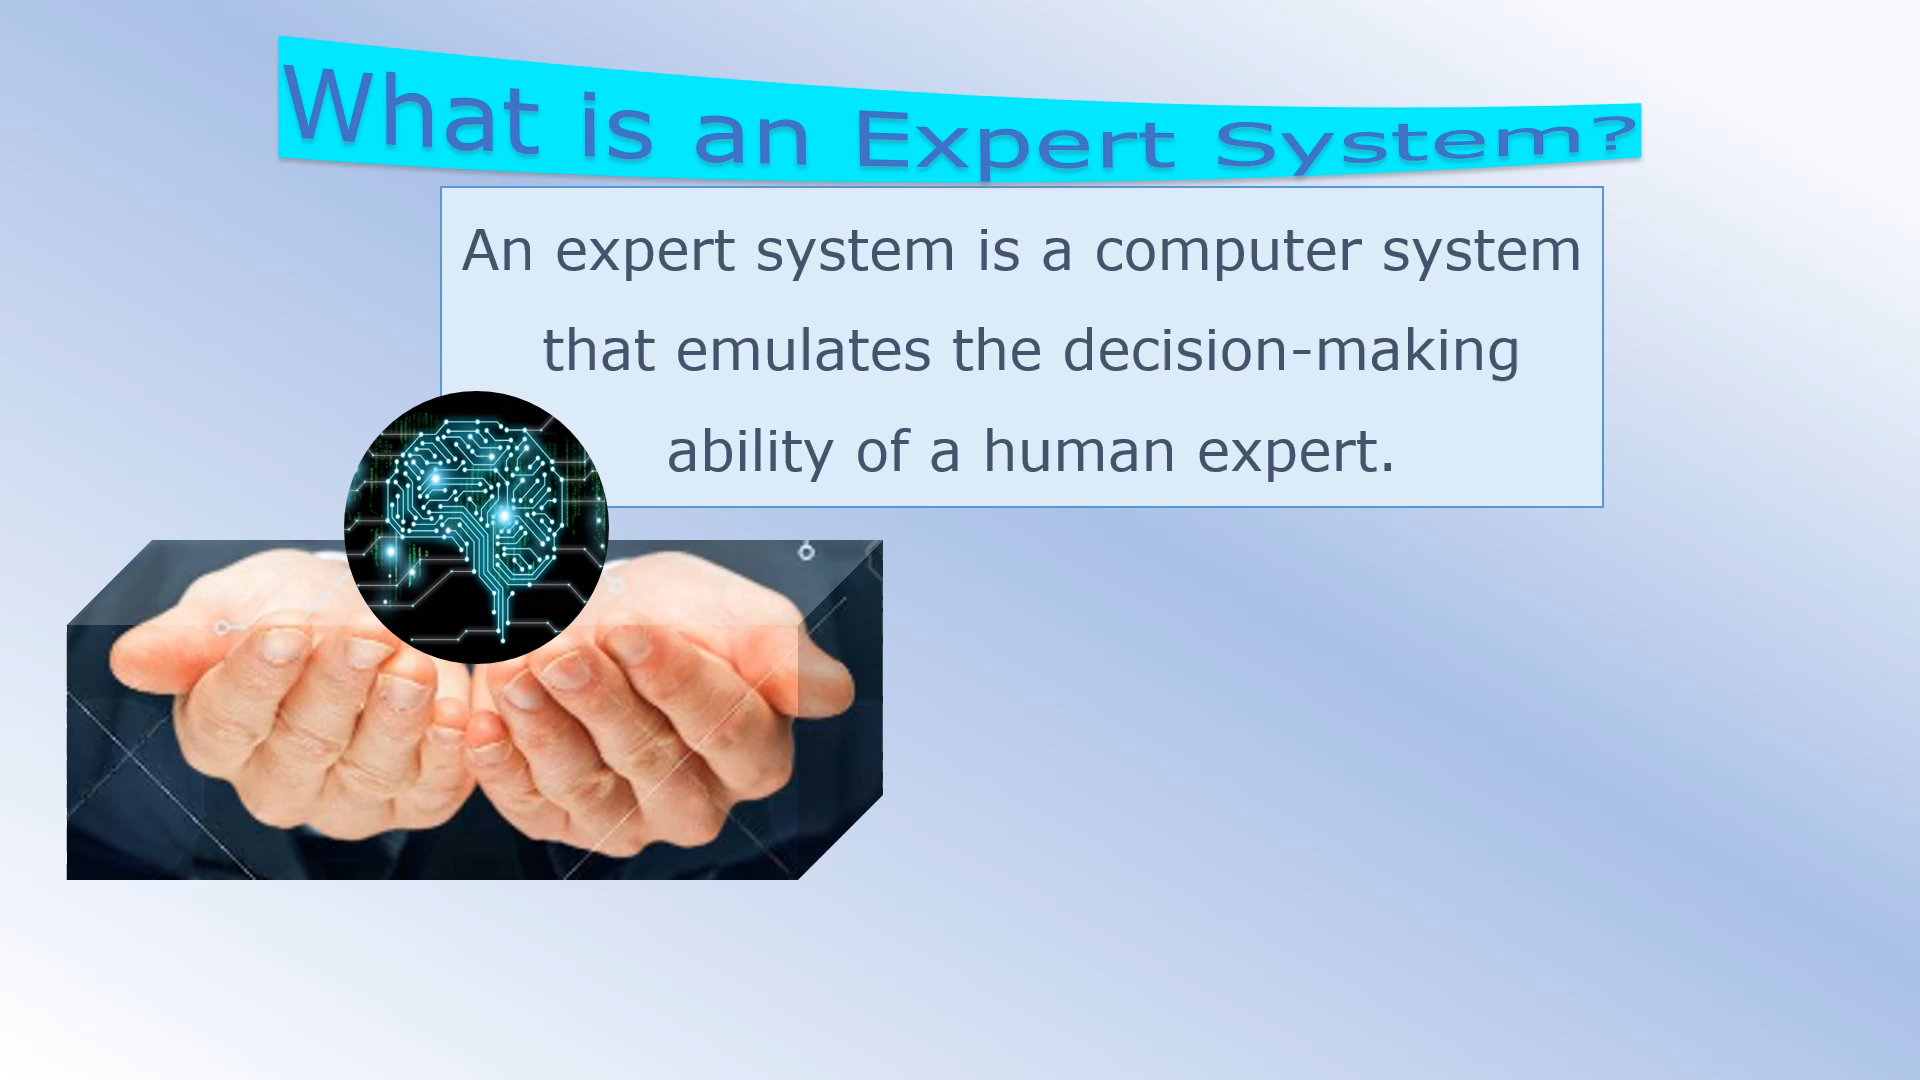 What is an Expert System?
An expert system is a computer system
that emulates the decision-making
ability of a human expert.